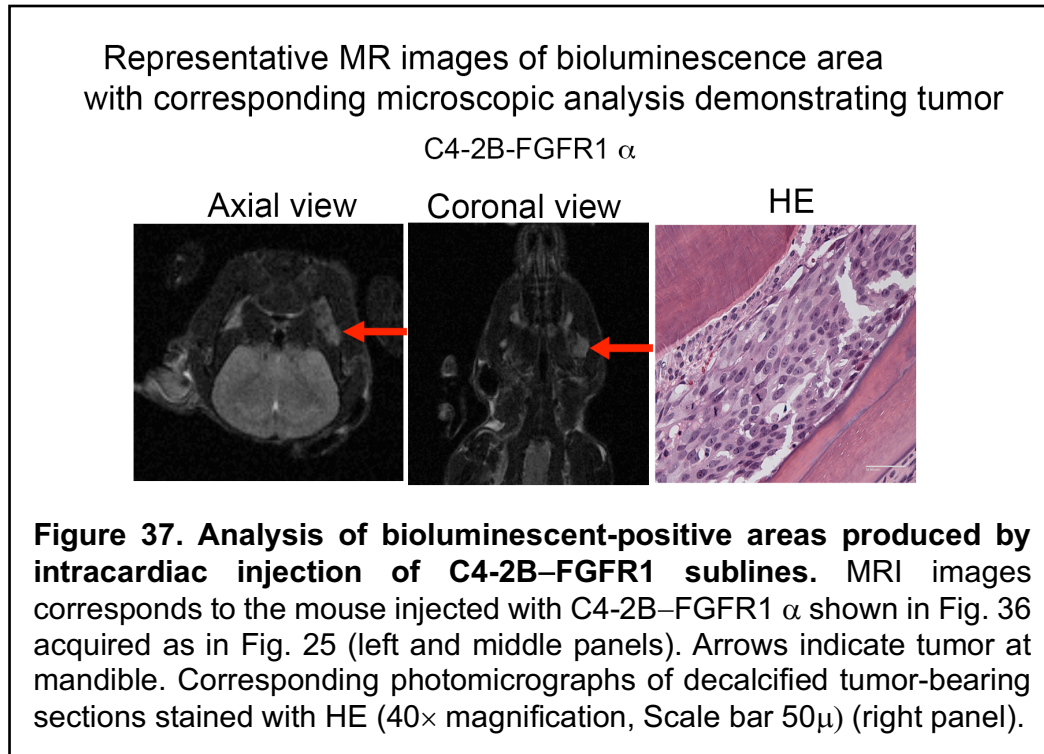 Representative MR images of bioluminescence area
with corresponding microscopic analysis demonstrating tumor
C4-2B-FGFR1 α
Axial view
Coronal view
HE
Figure 37. Analysis of bioluminescent-positive areas produced by
intracardiac injection of C4-2B–FGFR1 sublines. MRI images
corresponds to the mouse injected with C4-2B–FGFR1 α shown in Fig. 36
acquired as in Fig. 25 (left and middle panels). Arrows indicate tumor at
mandible. Corresponding photomicrographs of decalcified tumor-bearing
sections stained with HE (40× magnification, Scale bar 50μ) (right panel).